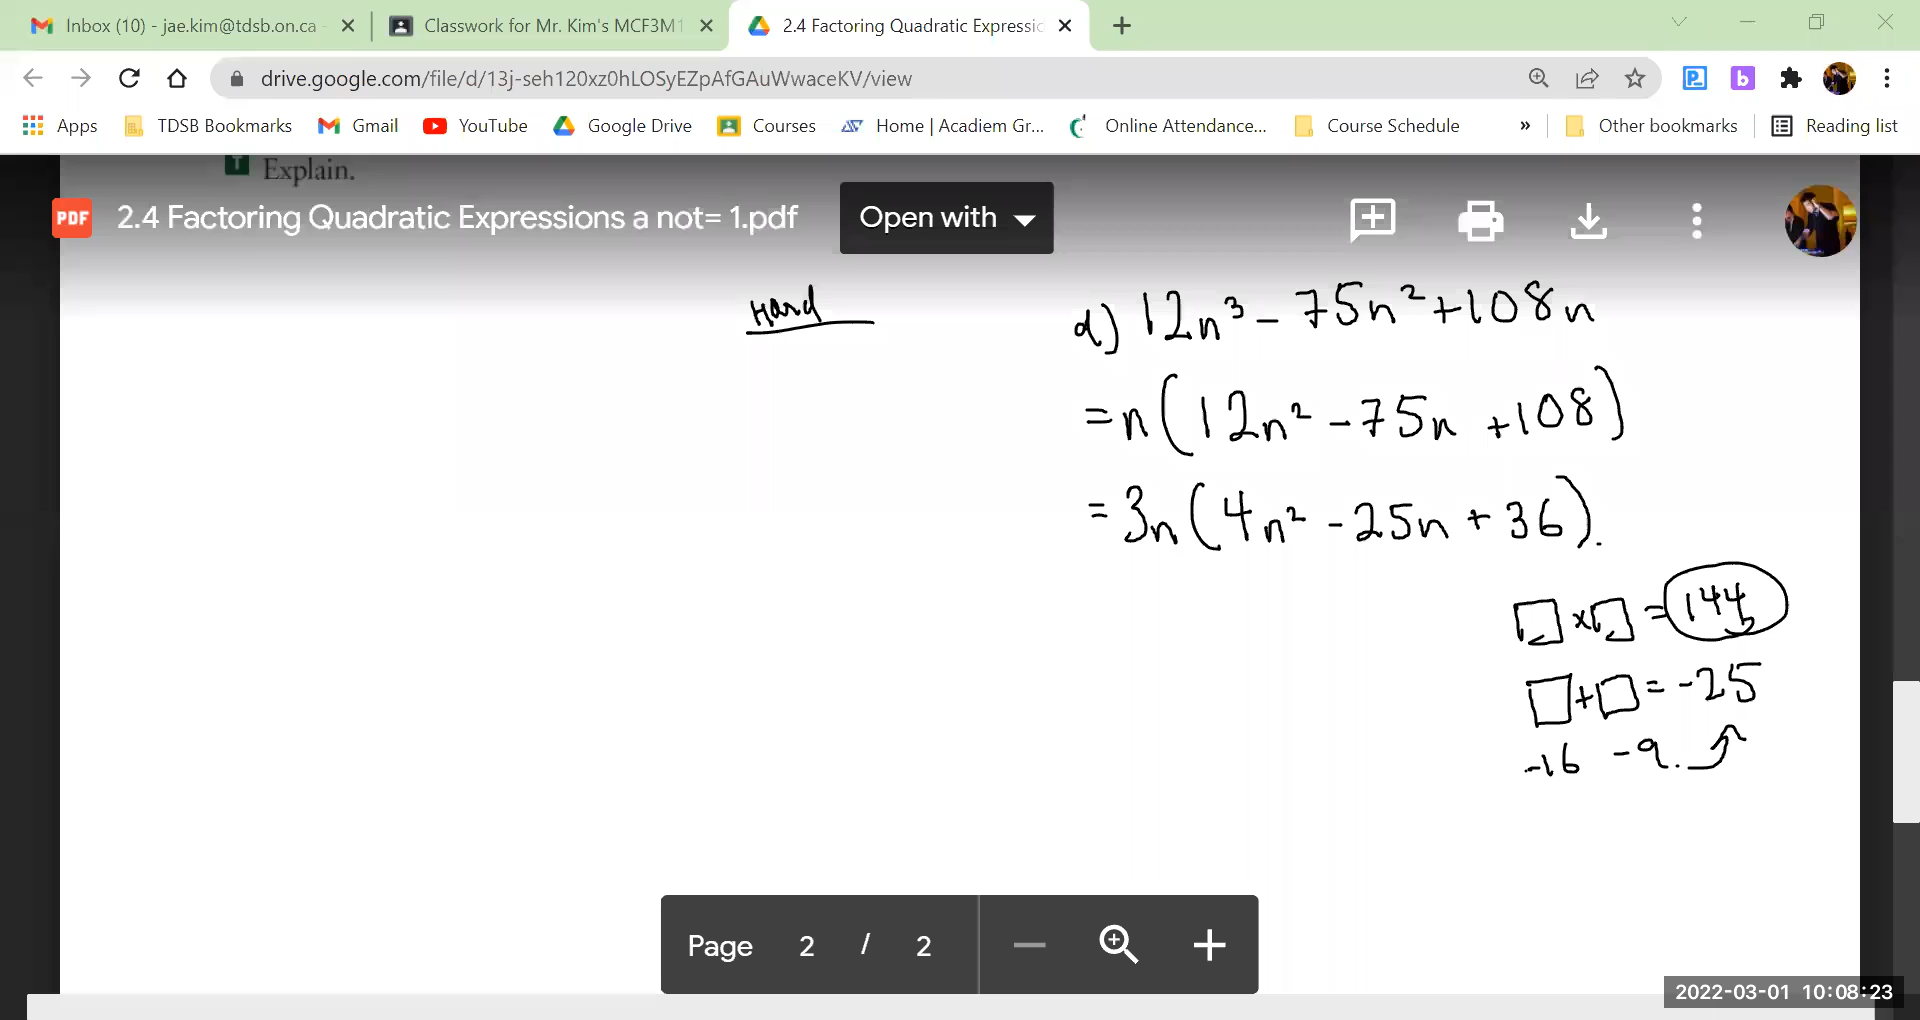 Inbox (10) - jae.kim@tdsb.on.ca -
Classwork for Mr. Kim's MCF3M1
2.4 Factoring Quadratic Expressic
drive.google.com/file/d/13j-seh120xz0hLOSyEZpAfGAuWwaceKV/view
Apps TDSB Bookmarks Gmail YouTube Google Drive Courses Home | Acadiem Gr... Online Attendance... Course Schedule » Other bookmarks Reading list
T Explain.
PDF 2.4 Factoring Quadratic Expressions a not= 1.pdf Open with
Hard
d) 12n³ - 75n² + 108n
= n(12n² - 75n + 108)
= 3n(4n² - 25n + 36).
□ × □ = 144
□ + □ = -25
-16 -9.
Page 2 / 2
2022-03-01 10:08:23